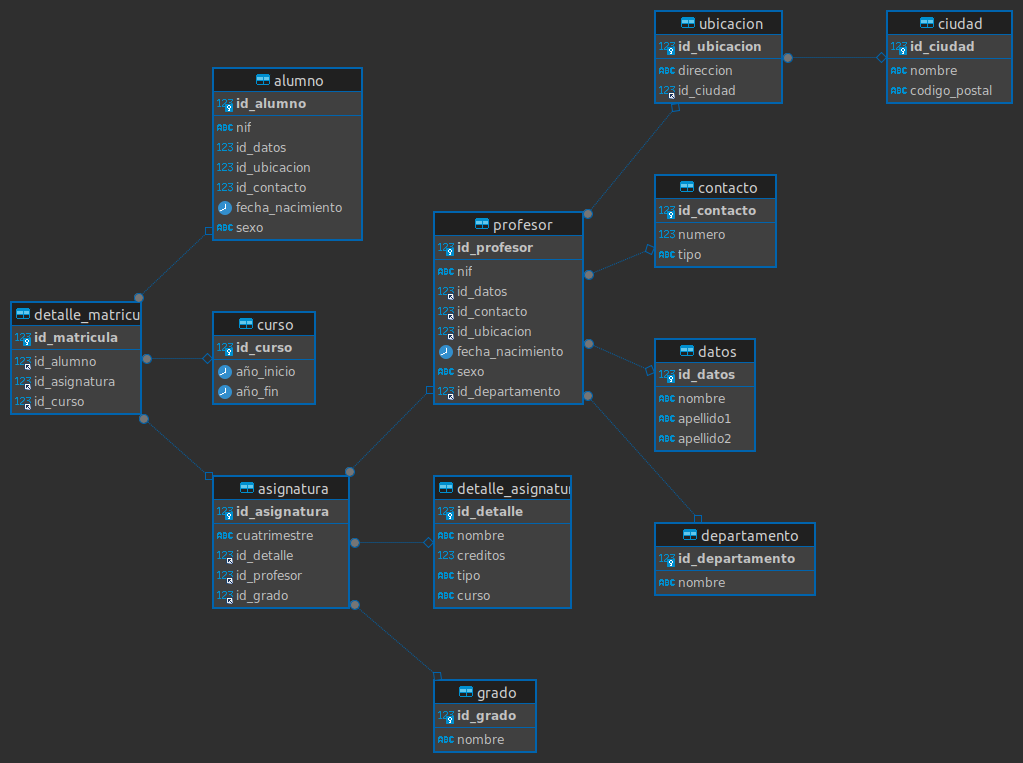 ubicacion
id_ubicacion
direccion
id_ciudad
ciudad
id_ciudad
nombre
codigo_postal
alumno
id_alumno
nif
id_datos
id_ubicacion
id_contacto
fecha_nacimiento
sexo
contacto
id_contacto
numero
tipo
profesor
id_profesor
nif
id_datos
id_contacto
id_ubicacion
fecha_nacimiento
sexo
id_departamento
detalle_matricu
id_matricula
id_alumno
id_asignatura
id_curso
curso
id_curso
año_inicio
año_fin
datos
id_datos
nombre
apellido1
apellido2
asignatura
id_asignatura
cuatrimestre
id_detalle
id_profesor
id_grado
detalle_asignatu
id_detalle
nombre
creditos
tipo
curso
departamento
id_departamento
nombre
grado
id_grado
nombre